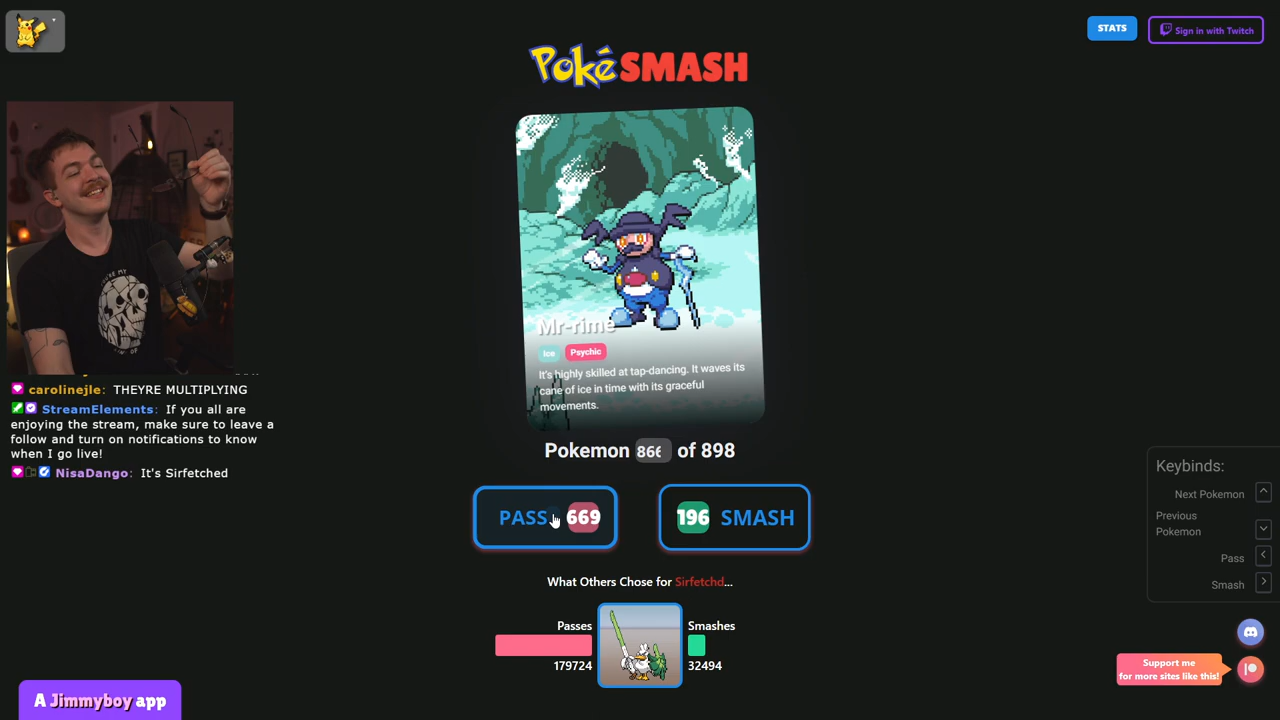 STATS
Sign in with Twitch
PokéSMASH
Mr-rime
Ice
Psychic
It's highly skilled at tap-dancing. It waves its
cane of ice in time with its graceful
movements.
carolinejle: THEYRE MULTIPLYING
StreamElements: If you all are
enjoying the stream, make sure to leave a
follow and turn on notifications to know
when I go live!
NisaDango: It's Sirfetched
Pokemon 866 of 898
PASS 669
196 SMASH
What Others Chose for Sirfetchd...
Passes
179724
Smashes
32494
Keybinds:
Next Pokemon
Previous
Pokemon
Pass
Smash
Support me
for more sites like this!
A Jimmyboy app